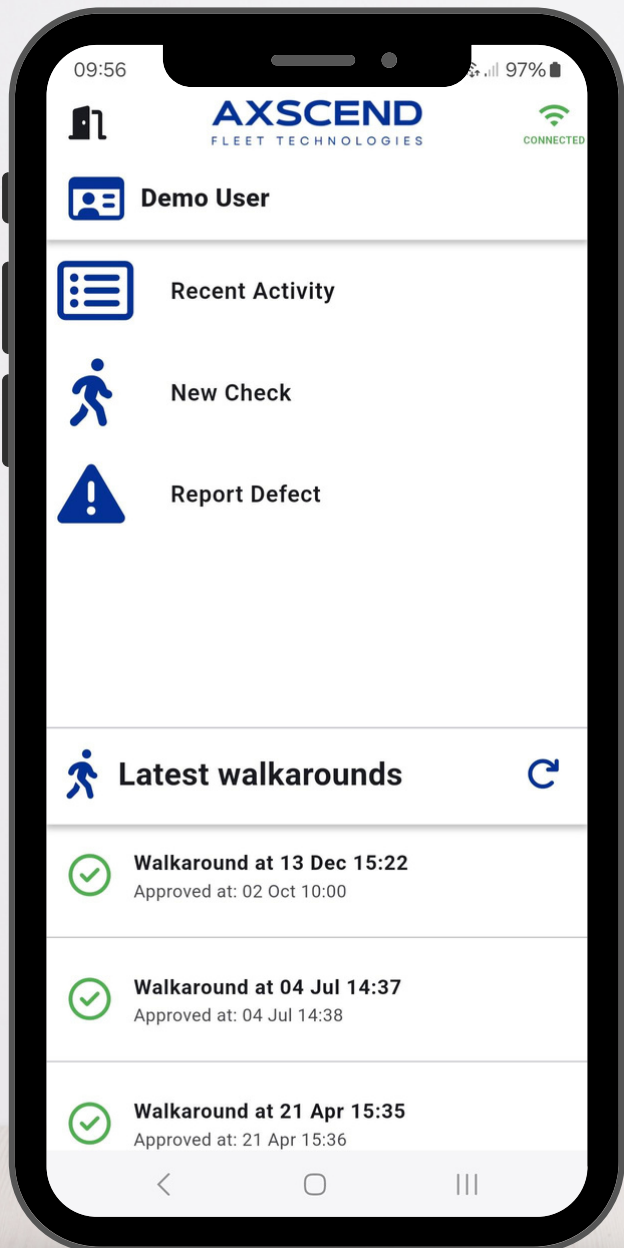 09:56
97%
AXSCEND
FLEET TECHNOLOGIES
CONNECTED
Demo User
Recent Activity
New Check
Report Defect
Latest walkarounds
Walkaround at 13 Dec 15:22
Approved at: 02 Oct 10:00
Walkaround at 04 Jul 14:37
Approved at: 04 Jul 14:38
Walkaround at 21 Apr 15:35
Approved at: 21 Apr 15:36